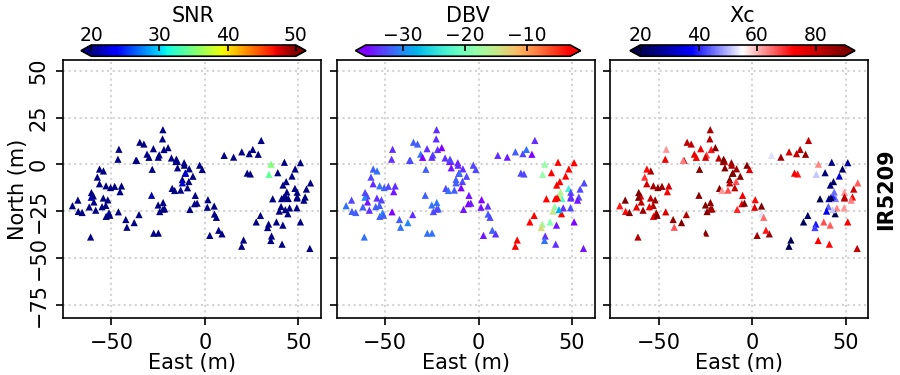 SNR DBV Xc
20 30 40 50 −30 −20 −10 20 40 60 80
50
25
0
−25
−50
−75
North (m)
IR5209
−50 0 50 −50 0 50 −50 0 50
East (m) East (m) East (m)